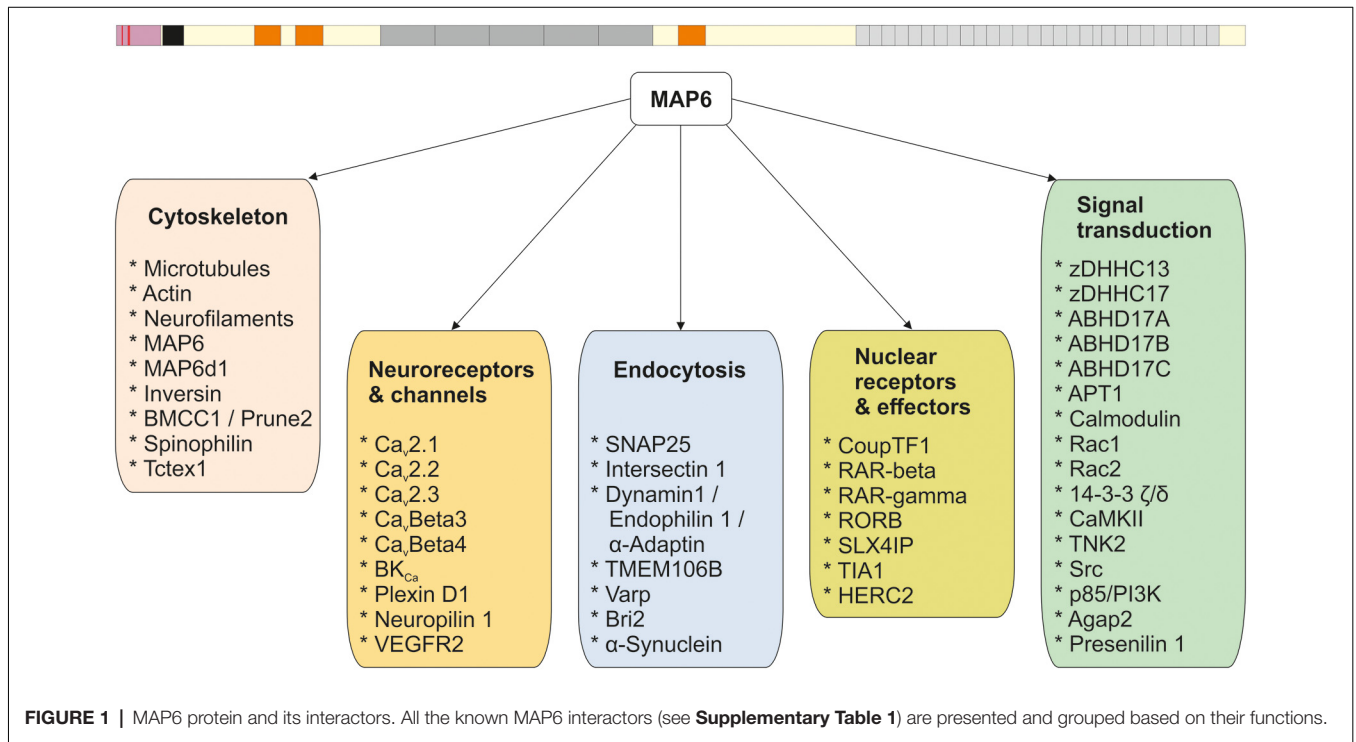 MAP6
Cytoskeleton
* Microtubules
* Actin
* Neurofilaments
* MAP6
* MAP6d1
* Inversin
* BMCC1 / Prune2
* Spinophilin
* Tctex1
Neuroreceptors
& channels
* Caᵥ2.1
* Caᵥ2.2
* Caᵥ2.3
* CaᵥBeta3
* CaᵥBeta4
* BKCa
* Plexin D1
* Neuropilin 1
* VEGFR2
Endocytosis
* SNAP25
* Intersectin 1
* Dynamin1 /
Endophilin 1 /
α-Adaptin
* TMEM106B
* Varp
* Bri2
* α-Synuclein
Nuclear
receptors
& effectors
* CoupTF1
* RAR-beta
* RAR-gamma
* RORB
* SLX4IP
* TIA1
* HERC2
Signal
transduction
* zDHHC13
* zDHHC17
* ABHD17A
* ABHD17B
* ABHD17C
* APT1
* Calmodulin
* Rac1
* Rac2
* 14-3-3 ζ/δ
* CaMKII
* TNK2
* Src
* p85/PI3K
* Agap2
* Presenilin 1
FIGURE 1 | MAP6 protein and its interactors. All the known MAP6 interactors (see Supplementary Table 1) are presented and grouped based on their functions.